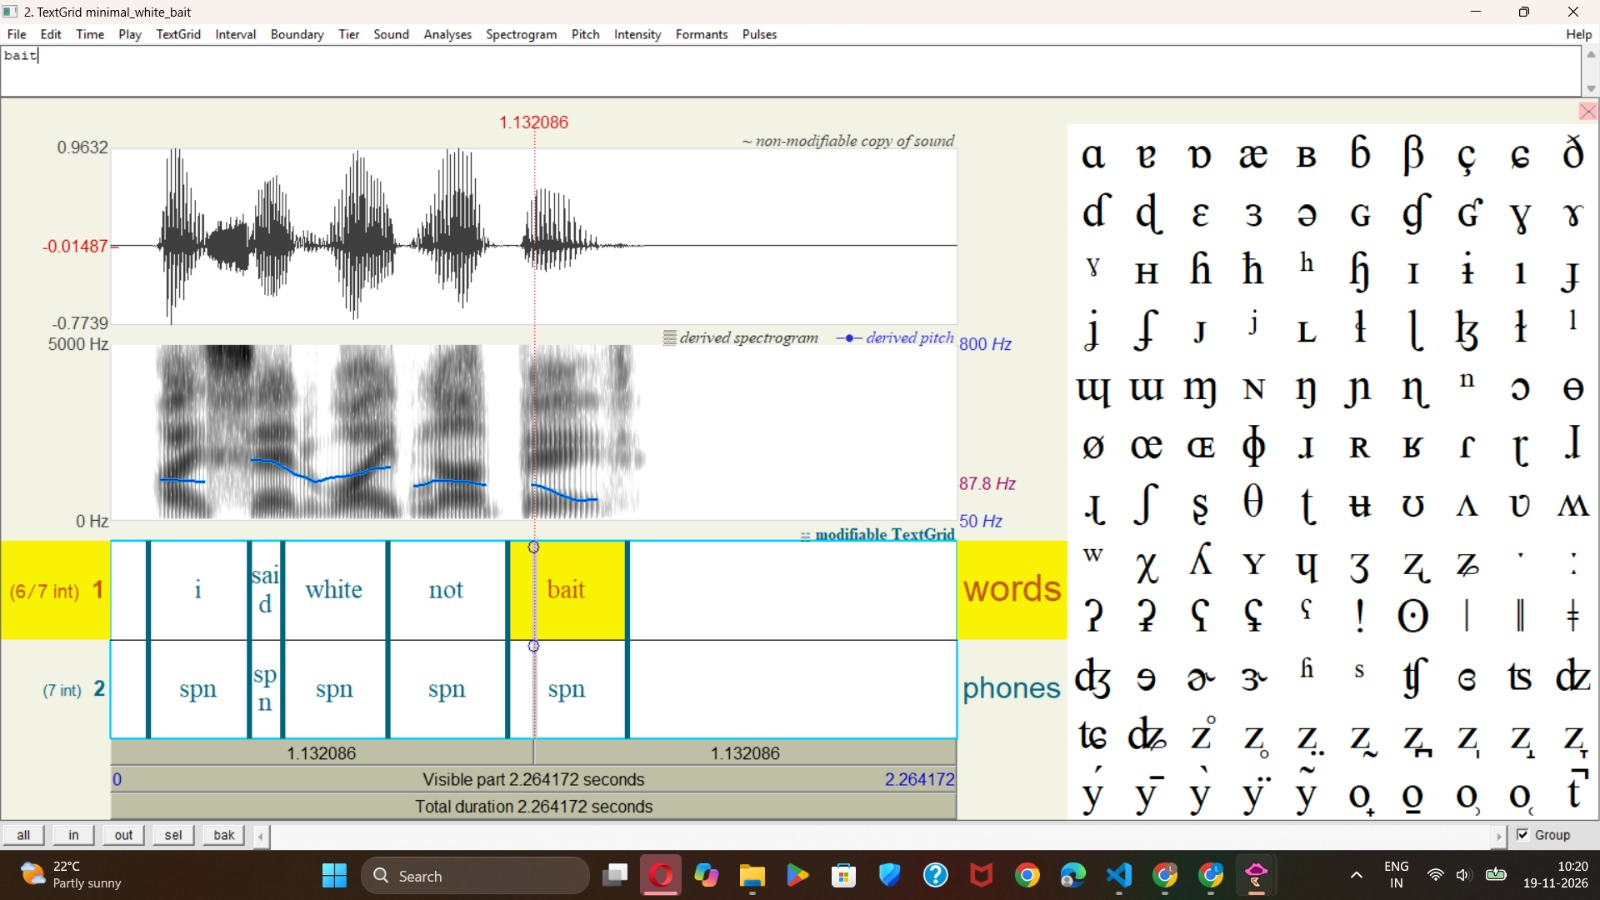 2. TextGrid minimal_white_bait
File Edit Time Play TextGrid Interval Boundary Tier Sound Analyses Spectrogram Pitch Intensity Formants Pulses Help
bait
1.132086
~ non-modifiable copy of sound
0.9632
-0.01487
-0.7739
derived spectrogram derived pitch
5000 Hz 800 Hz
87.8 Hz
0 Hz 50 Hz
modifiable TextGrid
(6/7 int) 1 i said white not bait words
(7 int) 2 spn spn spn spn spn phones
1.132086 1.132086
0 Visible part 2.264172 seconds 2.264172
Total duration 2.264172 seconds
ɑ ɐ ɒ æ ʙ ɓ β ç ɕ ð
ɗ ɖ ɛ ɜ ə ɢ ɠ ʛ ɣ ɤ
ˠ ʜ ɦ ħ ʰ ɧ ɪ ɨ ı ɟ
ʝ ʄ ᴊ ʲ ʟ ɫ ɭ ɮ ɫ ˡ
ɰ ɯ ɱ ɴ ŋ ɲ ɳ ⁿ ɔ ɵ
ø œ ɶ ɸ ɹ ʀ ʁ ɾ ɽ ɺ
ɻ ʃ ʂ θ ʈ ʉ ʊ ʌ ʋ ʍ
ʷ χ ʎ ʏ ɥ ʒ ʐ ʑ ˑ ː
ʔ ʡ ʕ ʢ ˤ ǃ ʘ ǀ ǁ ǂ
ʤ ɘ ɚ ɝ ʱ ˢ ʧ ɞ ʦ ʣ
ʨ ʥ z̊ z̥ z̤ z̰ z̪ z̩ z̝ z̞
ý ȳ ỳ ÿ ỹ o̟ o̠ o̹ o̜ t̚
all in out sel bak Group
22°C
Partly sunny
Search
ENG
IN
10:20
19-11-2026